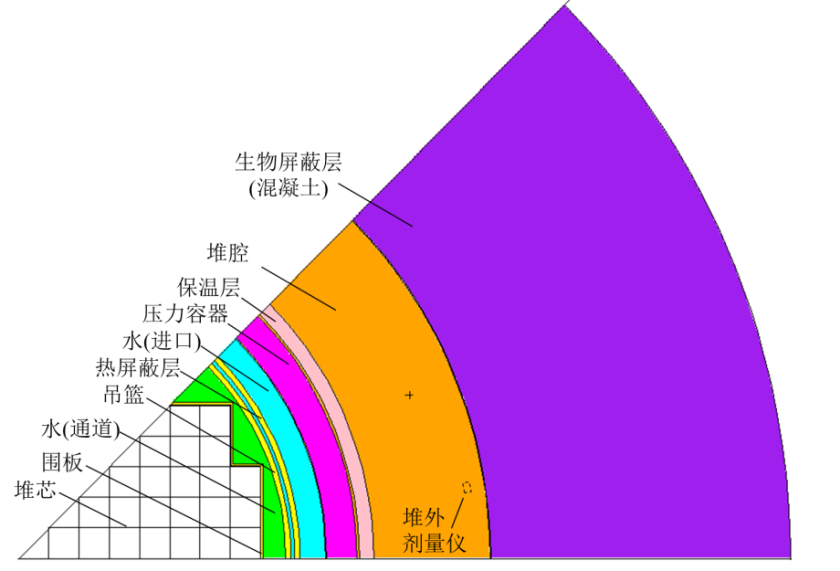 生物屏蔽层
(混凝土)
堆腔
保温层
压力容器
水(进口)
热屏蔽层
吊篮
水(通道)
围板
堆芯
堆外
剂量仪